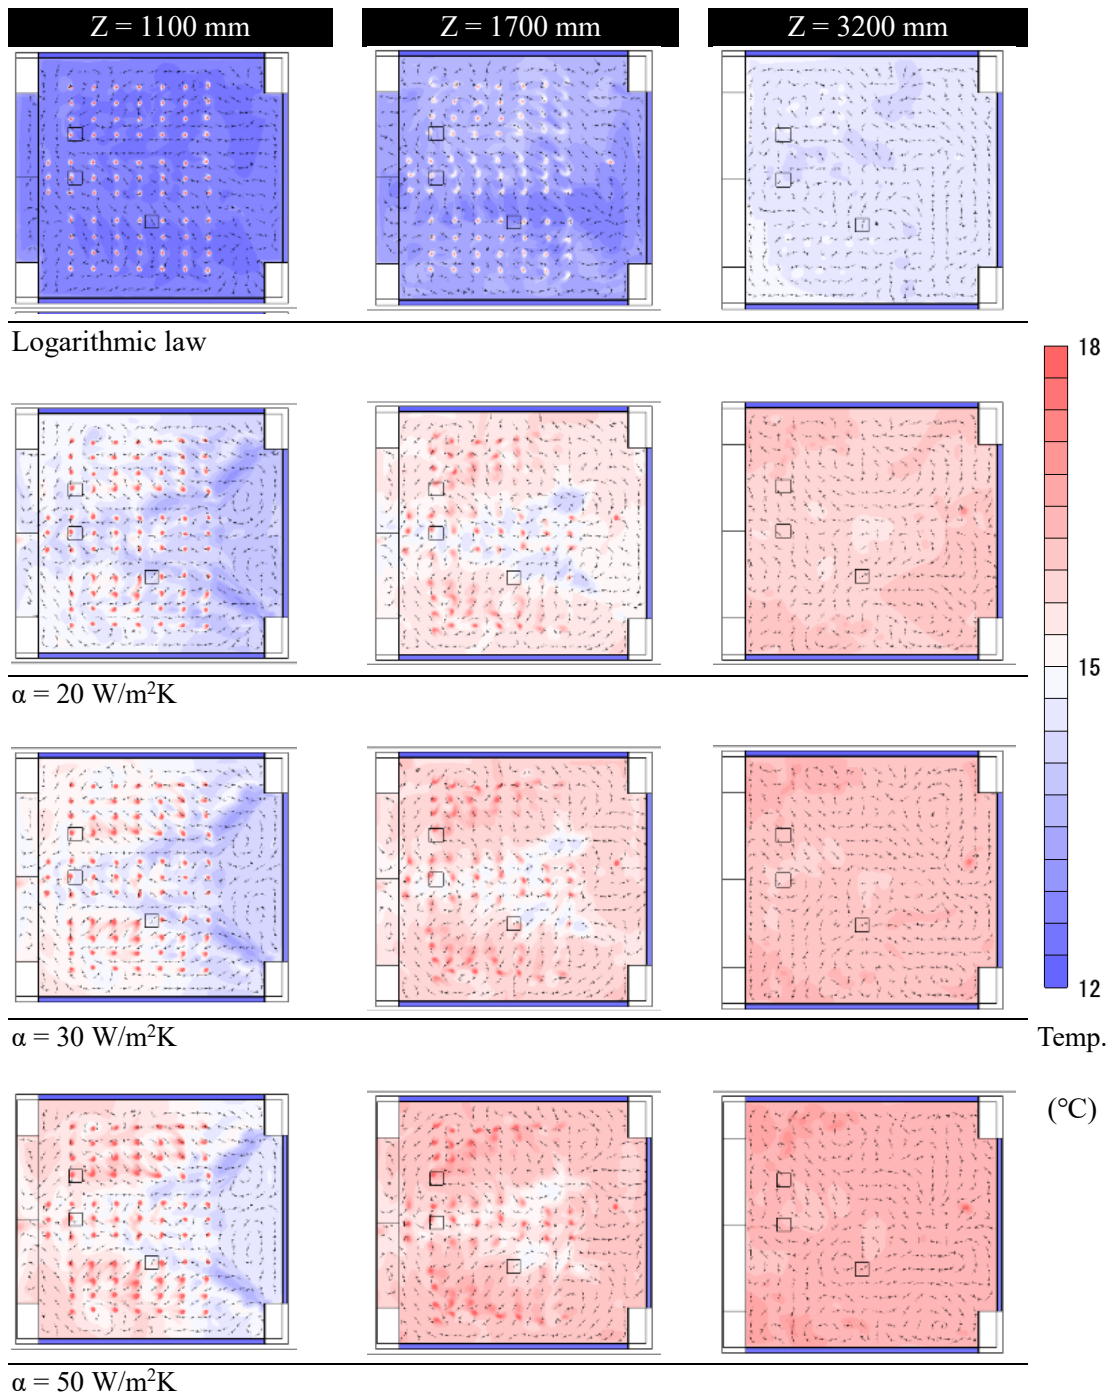 Z = 1100 mm
Z = 1700 mm
Z = 3200 mm
Logarithmic law
18
α = 20 W/m²K
15
α = 30 W/m²K
12
Temp.
(℃)
α = 50 W/m²K